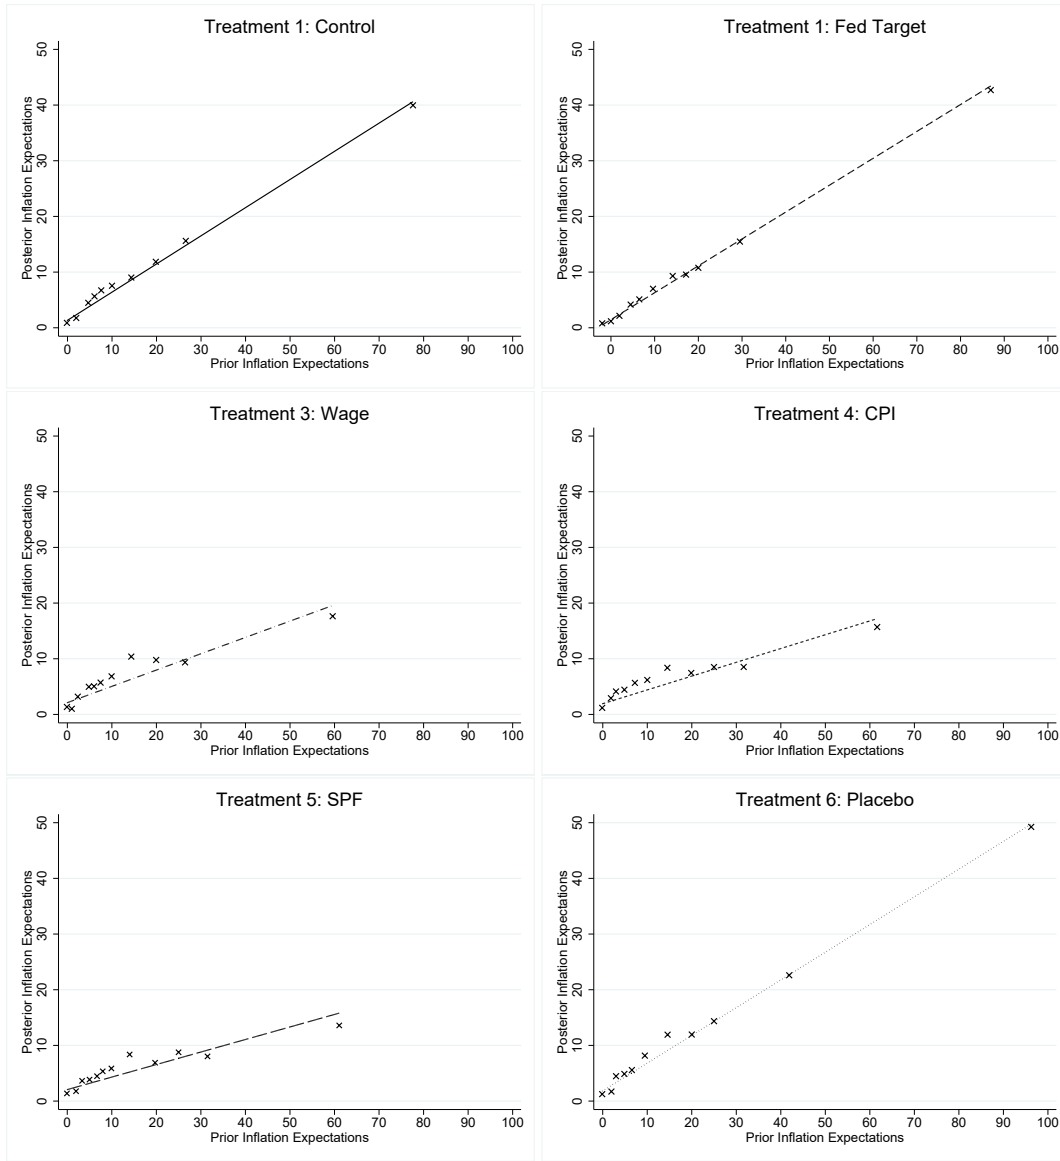 Treatment 1: Control
Posterior Inflation Expectations
50
40
30
20
10
0
0 10 20 30 40 50 60 70 80 90 100
Prior Inflation Expectations
Treatment 1: Fed Target
Posterior Inflation Expectations
50
40
30
20
10
0
0 10 20 30 40 50 60 70 80 90 100
Prior Inflation Expectations
Treatment 3: Wage
Posterior Inflation Expectations
50
40
30
20
10
0
0 10 20 30 40 50 60 70 80 90 100
Prior Inflation Expectations
Treatment 4: CPI
Posterior Inflation Expectations
50
40
30
20
10
0
0 10 20 30 40 50 60 70 80 90 100
Prior Inflation Expectations
Treatment 5: SPF
Posterior Inflation Expectations
50
40
30
20
10
0
0 10 20 30 40 50 60 70 80 90 100
Prior Inflation Expectations
Treatment 6: Placebo
Posterior Inflation Expectations
50
40
30
20
10
0
0 10 20 30 40 50 60 70 80 90 100
Prior Inflation Expectations